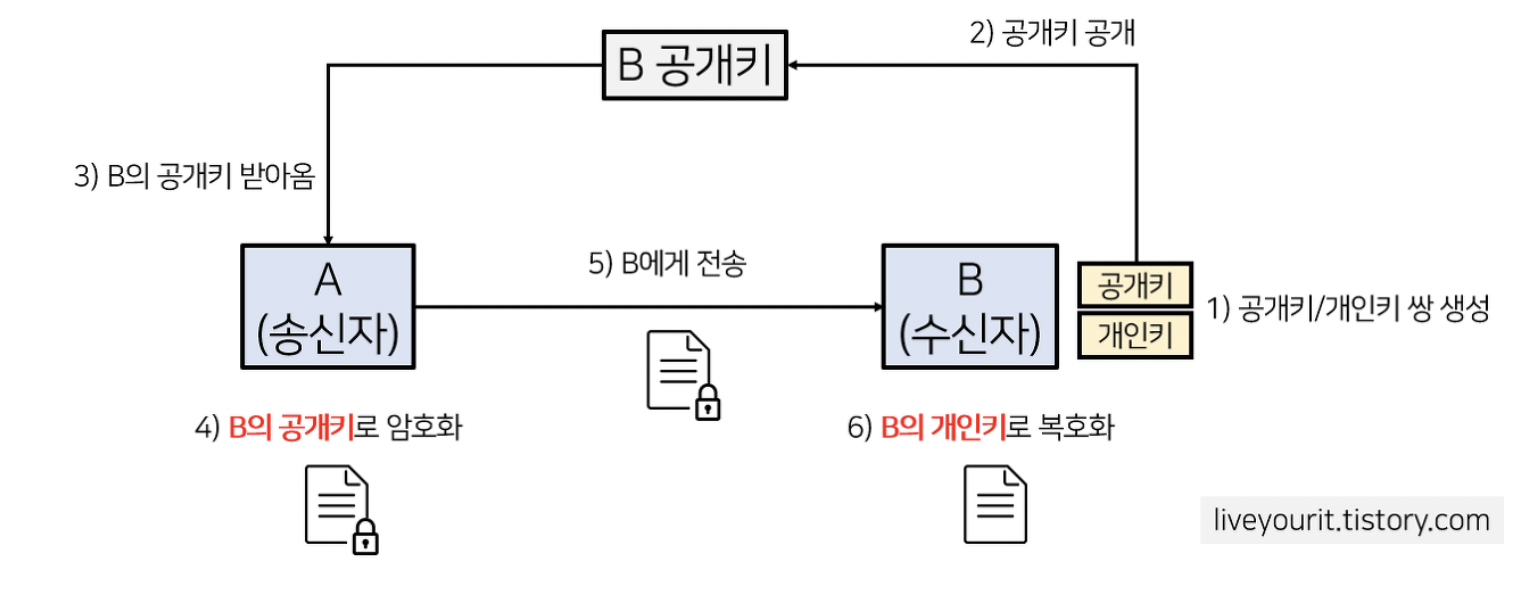 2) 공개키 공개
B 공개키
3) B의 공개키 받아옴
5) B에게 전송
A
(송신자)
B
(수신자)
공개키
개인키
1) 공개키/개인키 쌍 생성
4) B의 공개키로 암호화
6) B의 개인키로 복호화
liveyourit.tistory.com